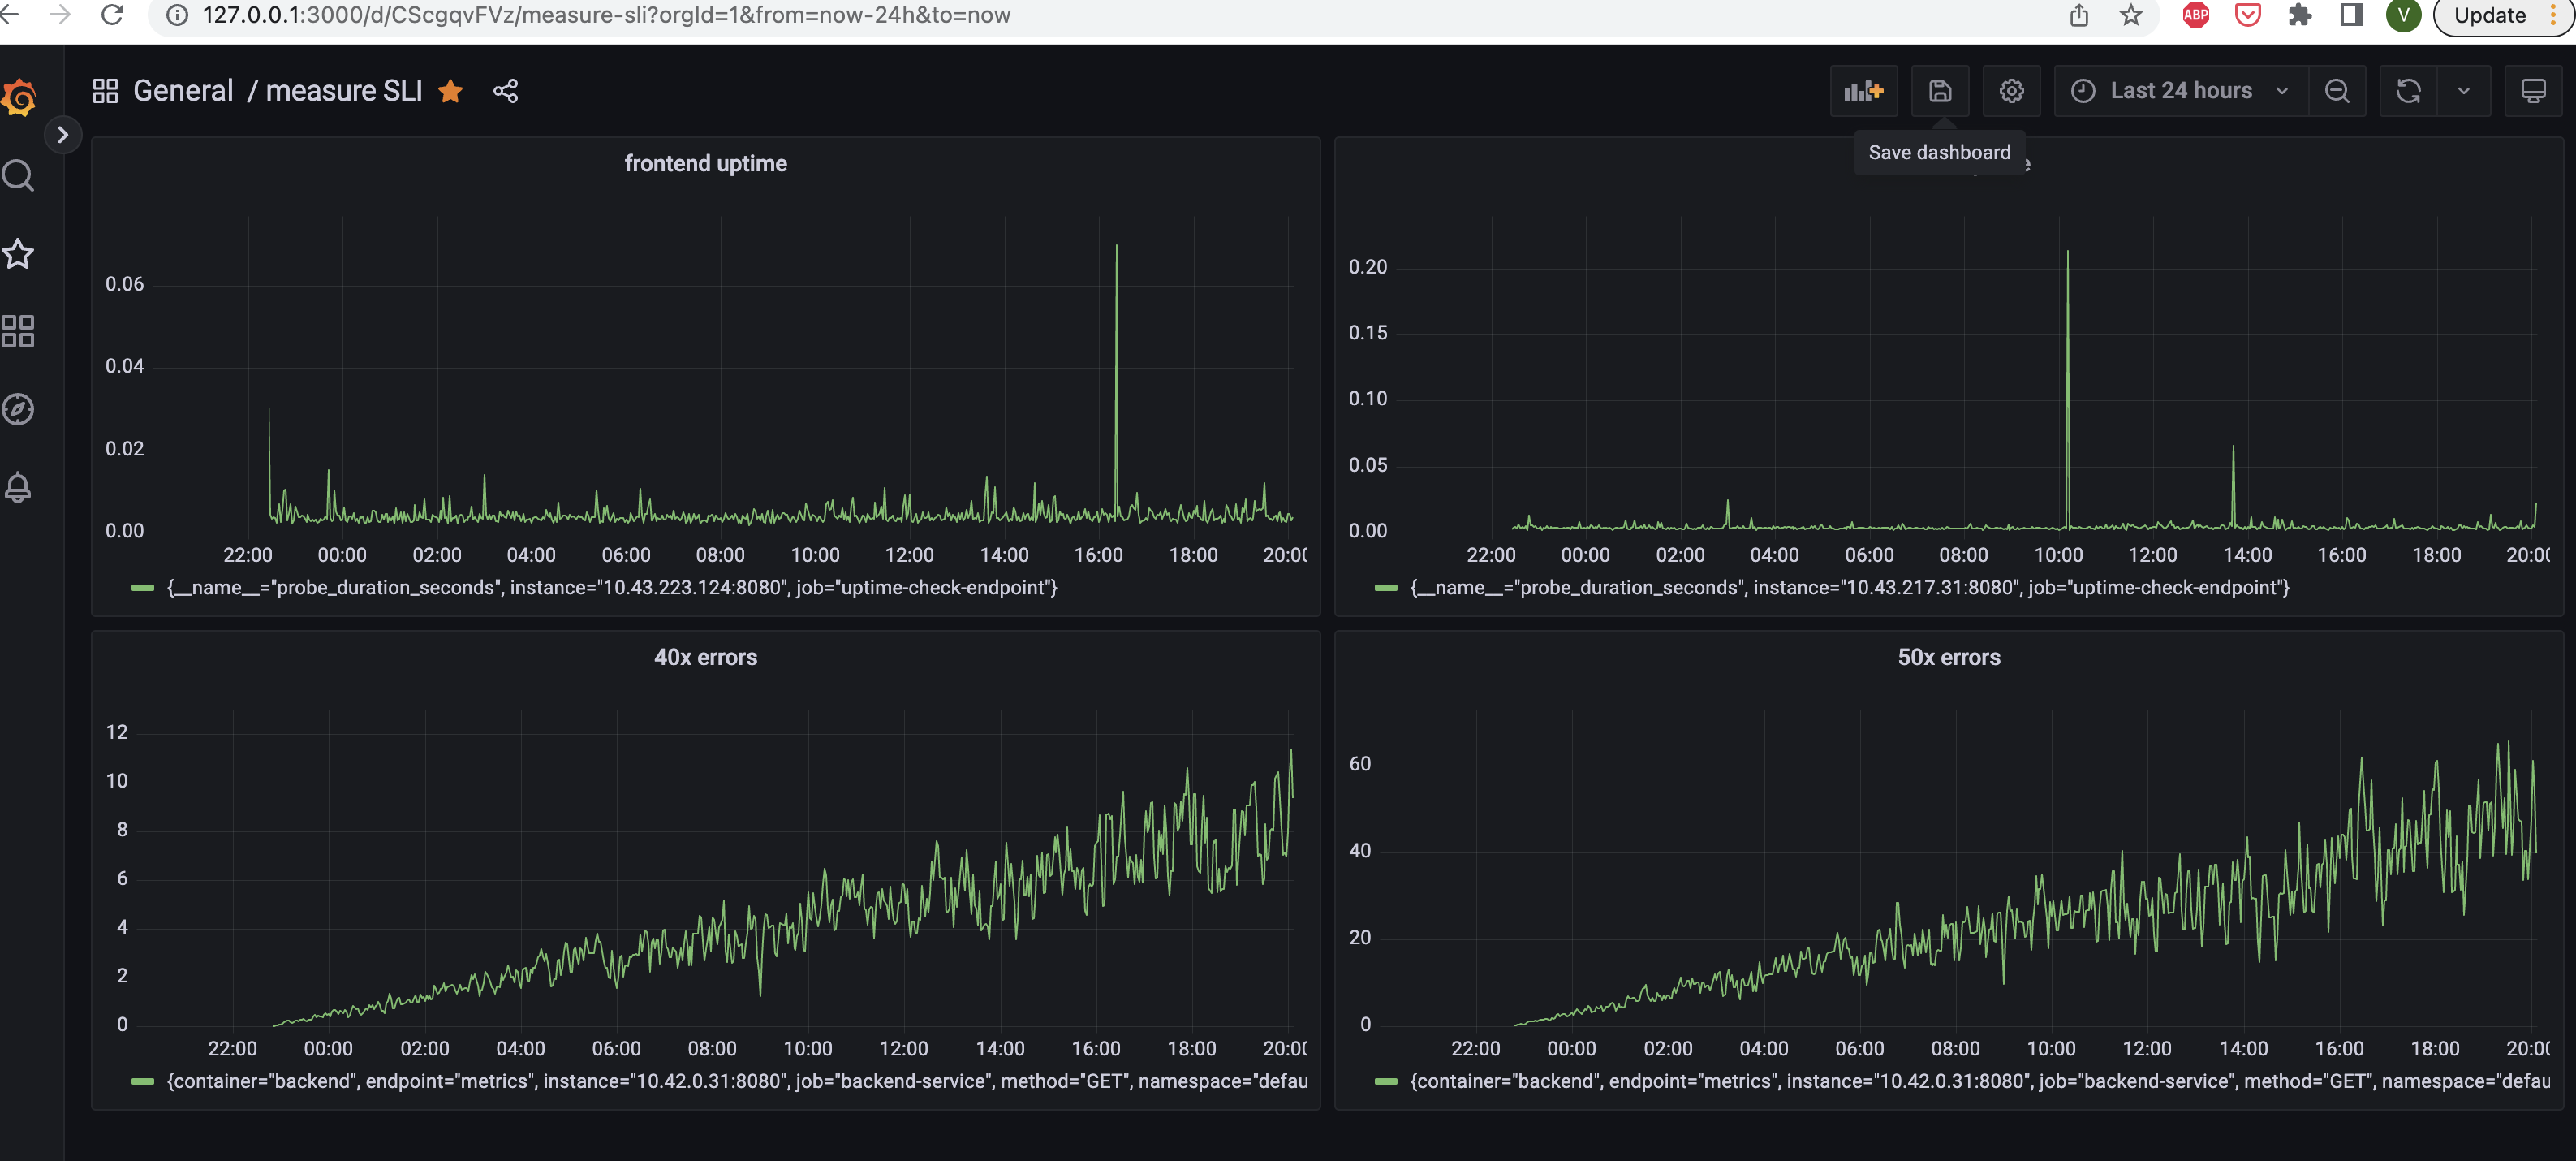 127.0.0.1:3000/d/CScgqvFVz/measure-sli?orgId=1&from=now-24h&to=now
ABP
V
Update
General / measure SLI
Last 24 hours
Save dashboard
frontend uptime
0.06
0.04
0.02
0.00
22:00 00:00 02:00 04:00 06:00 08:00 10:00 12:00 14:00 16:00 18:00 20:00
{__name__="probe_duration_seconds", instance="10.43.223.124:8080", job="uptime-check-endpoint"}
0.20
0.15
0.10
0.05
0.00
22:00 00:00 02:00 04:00 06:00 08:00 10:00 12:00 14:00 16:00 18:00 20:00
{__name__="probe_duration_seconds", instance="10.43.217.31:8080", job="uptime-check-endpoint"}
40x errors
12
10
8
6
4
2
0
22:00 00:00 02:00 04:00 06:00 08:00 10:00 12:00 14:00 16:00 18:00 20:00
{container="backend", endpoint="metrics", instance="10.42.0.31:8080", job="backend-service", method="GET", namespace="defau
50x errors
60
40
20
0
22:00 00:00 02:00 04:00 06:00 08:00 10:00 12:00 14:00 16:00 18:00 20:00
{container="backend", endpoint="metrics", instance="10.42.0.31:8080", job="backend-service", method="GET", namespace="defau